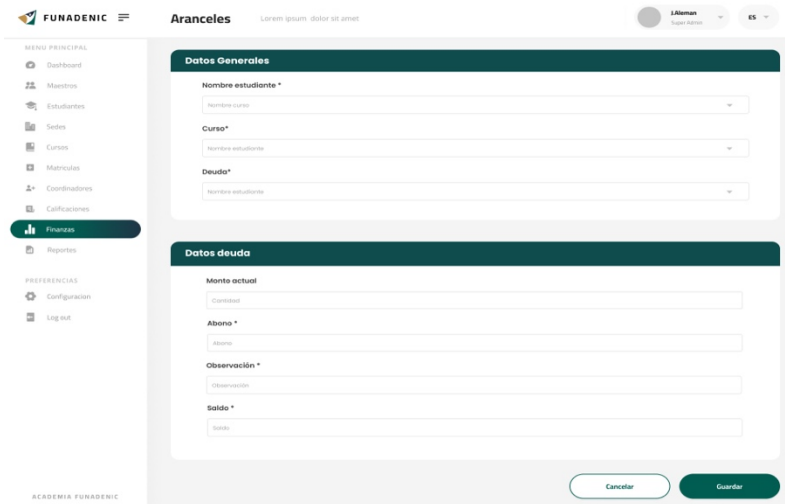 FUNADENIC
Aranceles
Lorem ipsum dolor sit amet
J.Aleman
Super Admin
ES
MENU PRINCIPAL
Dashboard
Maestros
Estudiantes
Sedes
Cursos
Matriculas
Coordinadores
Calificaciones
Finanzas
Reportes
PREFERENCIAS
Configuracion
Log out
ACADEMIA FUNADENIC
Datos Generales
Nombre estudiante *
Nombre curso
Curso*
Nombre estudiante
Deuda*
Nombre estudiante
Datos deuda
Monto actual
Cantidad
Abono *
Abono
Observación *
Observación
Saldo *
Saldo
Cancelar
Guardar